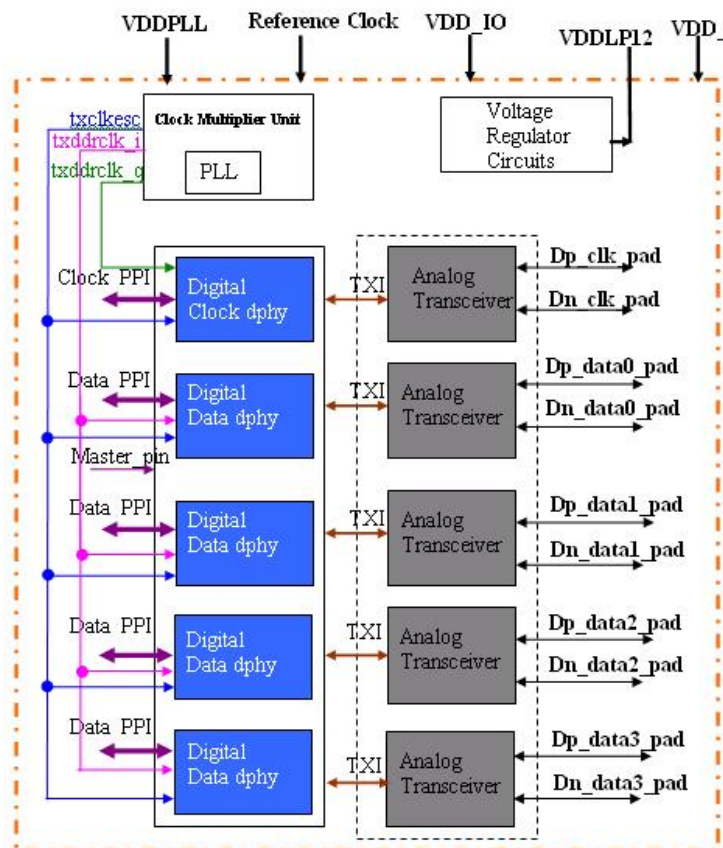 VDDPLL
Reference Clock
VDD_IO
VDDLP12
VDD_
txclkesc
txddrclk_i
txddrclk_q
Clock Multiplier Unit
PLL
Voltage
Regulator
Circuits
Clock PPI
Digital
Clock dphy
TXI
Analog
Transceiver
Dp_clk_pad
Dn_clk_pad
Data PPI
Digital
Data dphy
TXI
Analog
Transceiver
Dp_data0_pad
Dn_data0_pad
Master_pin
Data PPI
Digital
Data dphy
TXI
Analog
Transceiver
Dp_data1_pad
Dn_data1_pad
Data PPI
Digital
Data dphy
TXI
Analog
Transceiver
Dp_data2_pad
Dn_data2_pad
Data PPI
Digital
Data dphy
TXI
Analog
Transceiver
Dp_data3_pad
Dn_data3_pad